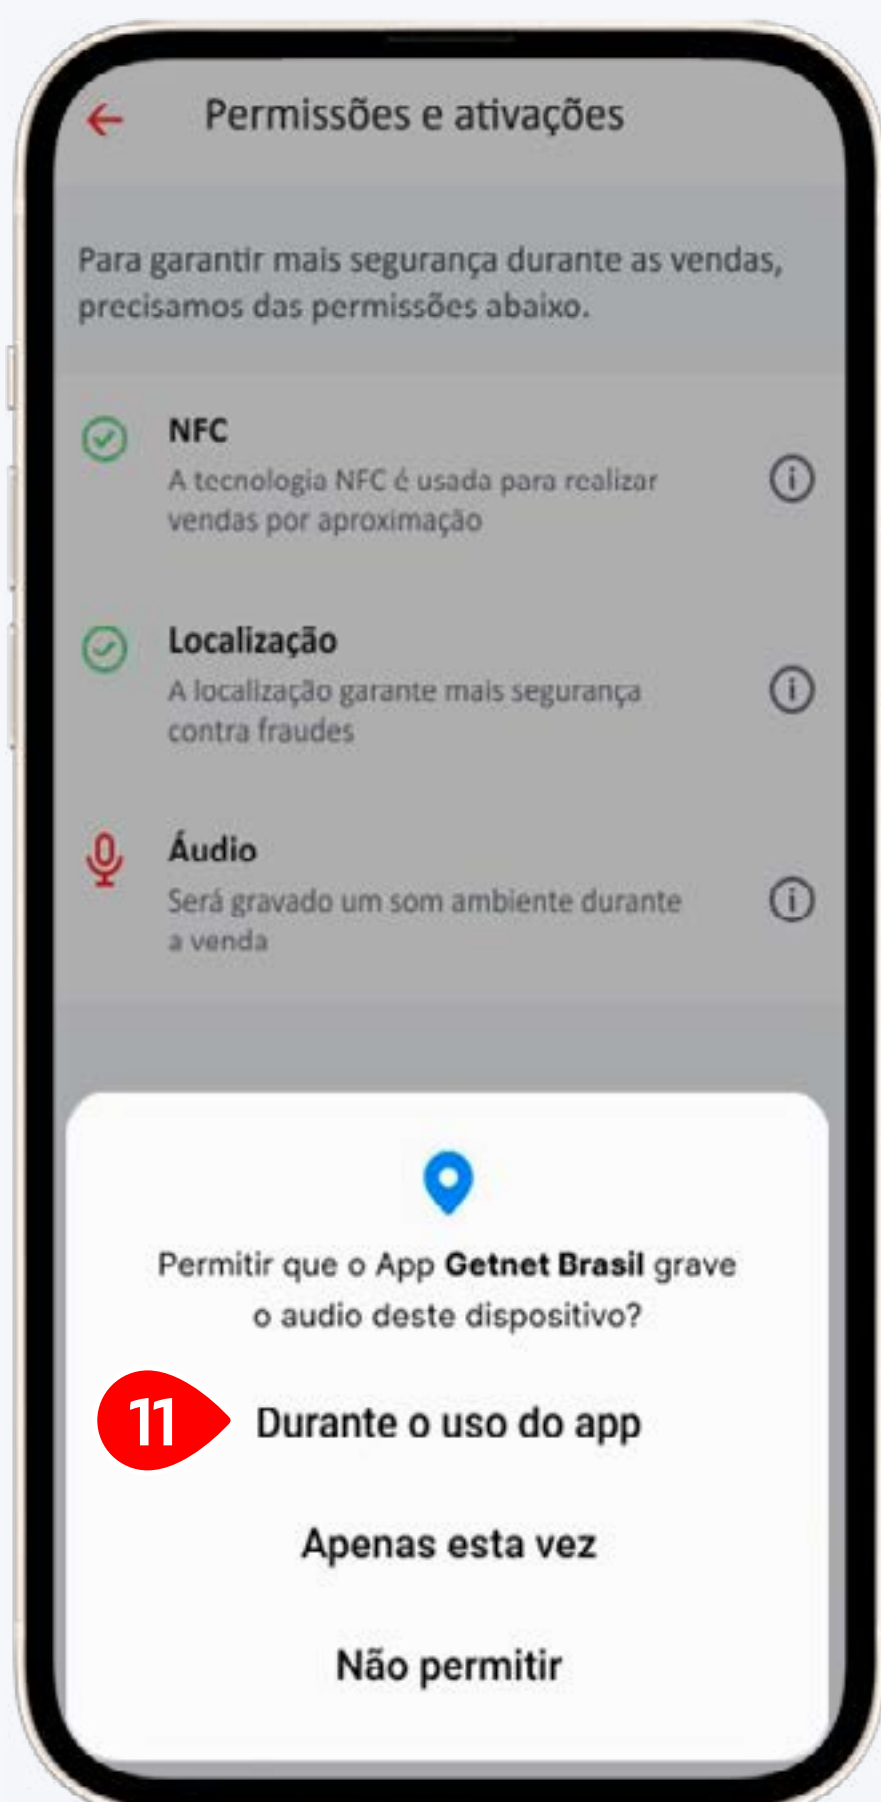 Permissões e ativações
Para garantir mais segurança durante as vendas,
precisamos das permissões abaixo.
NFC
A tecnologia NFC é usada para realizar
vendas por aproximação
Localização
A localização garante mais segurança
contra fraudes
Áudio
Será gravado um som ambiente durante
a venda
Permitir que o App Getnet Brasil grave
o audio deste dispositivo?
11 Durante o uso do app
Apenas esta vez
Não permitir